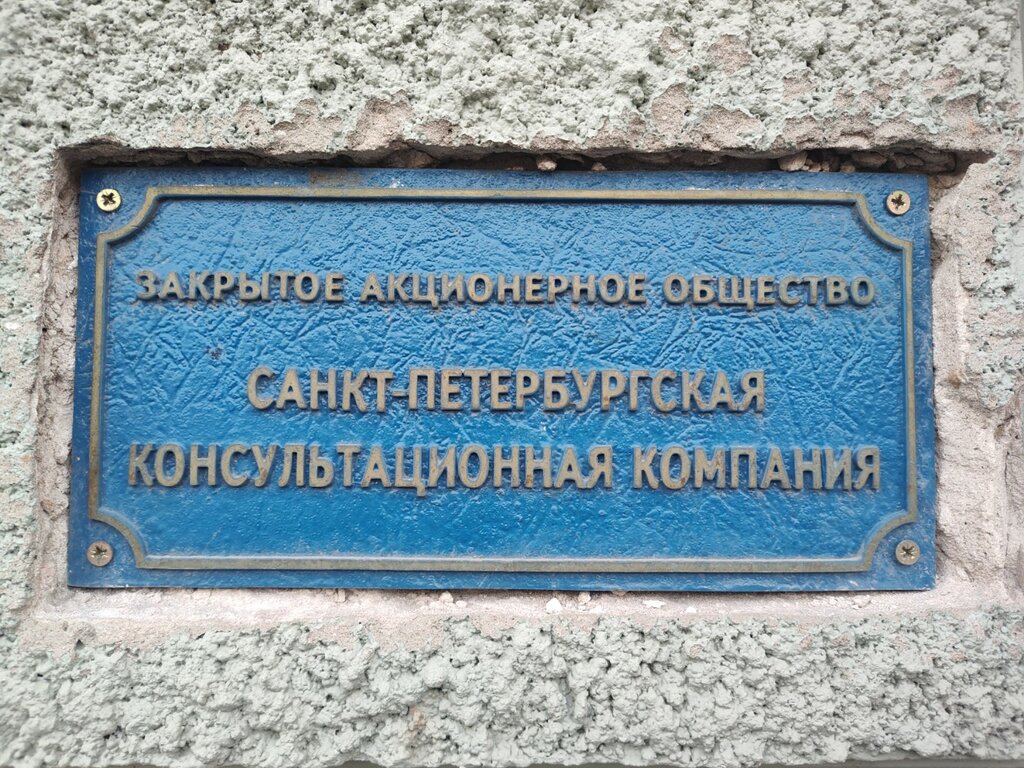 ЗАКРЫТОЕ АКЦИОНЕРНОЕ ОБЩЕСТВО
САНКТ-ПЕТЕРБУРГСКАЯ
КОНСУЛЬТАЦИОННАЯ КОМПАНИЯ